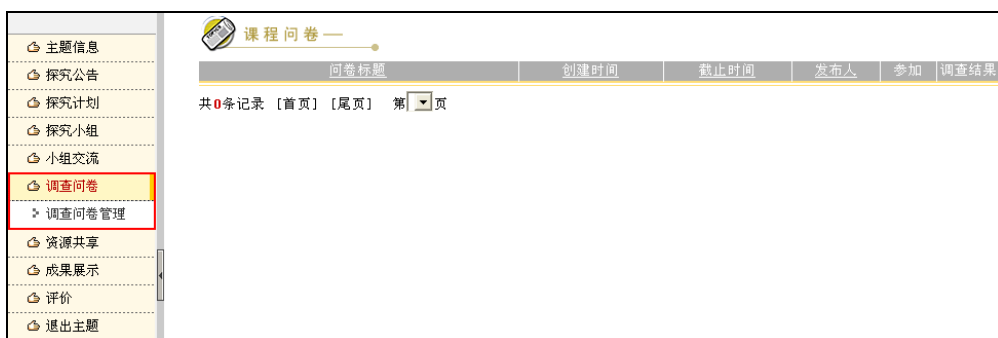 主题信息
探究公告
探究计划
探究小组
小组交流
调查问卷
调查问卷管理
资源共享
成果展示
评价
退出主题
课程问卷
问卷标题 创建时间 截止时间 发布人 参加 调查结果
共0条记录 [首页] [尾页] 第 页